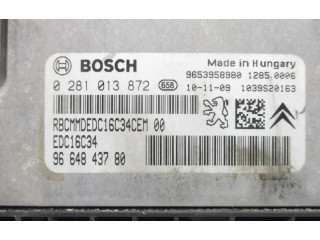 BOSCH
Made in Hungary
9653958980 1285 0006
0 281 013 872 658 10-11-09 1039S20163
RBCMMDEDC16C34CEM 00
EDC16C34
96 648 437 80